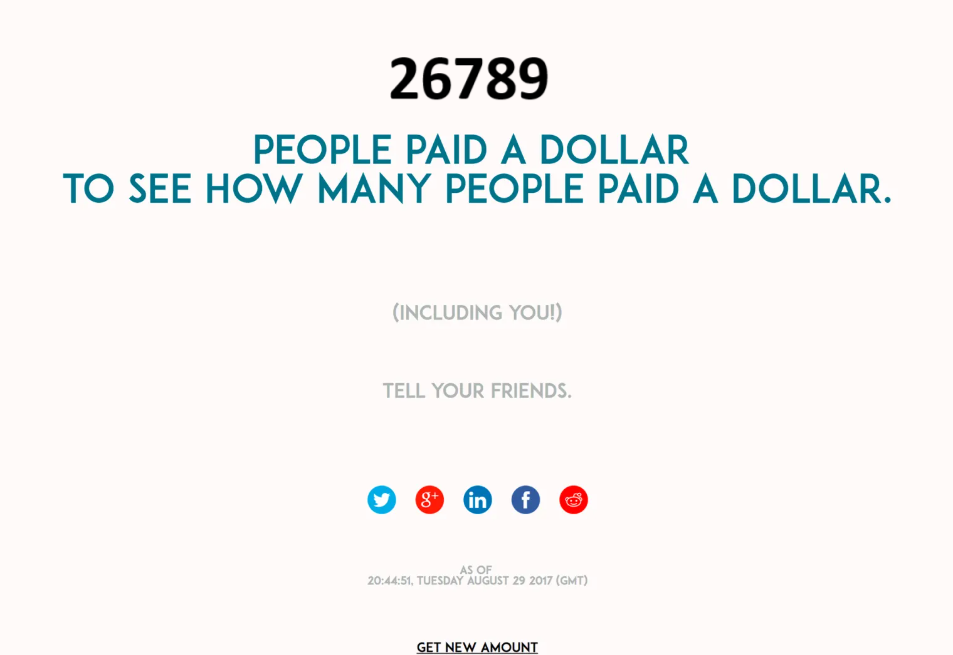 26789
PEOPLE PAID A DOLLAR
TO SEE HOW MANY PEOPLE PAID A DOLLAR.
(INCLUDING YOU!)
TELL YOUR FRIENDS.
g+ in f
AS OF
20:44:51, TUESDAY AUGUST 29 2017 (GMT)
GET NEW AMOUNT